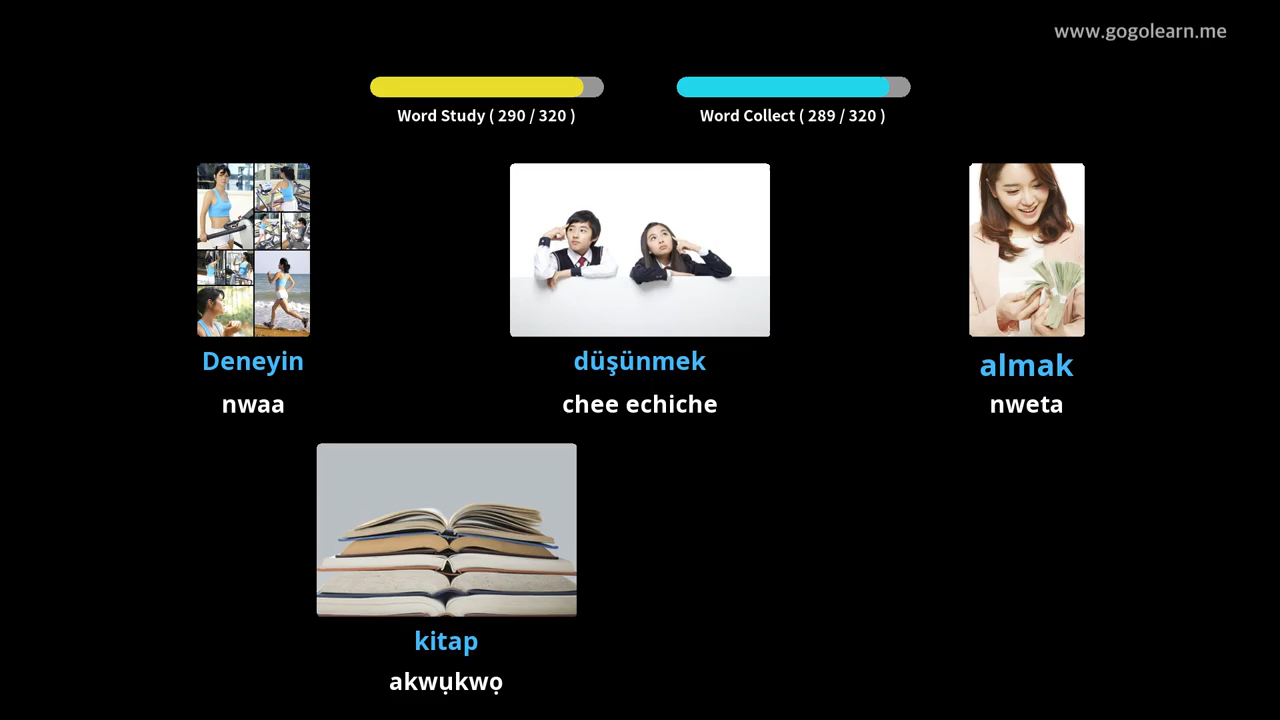 www.gogolearn.me
Word Study ( 290 / 320 )
Word Collect ( 289 / 320 )
Deneyin
nwaa
düşünmek
chee echiche
almak
nweta
kitap
akwụkwọ